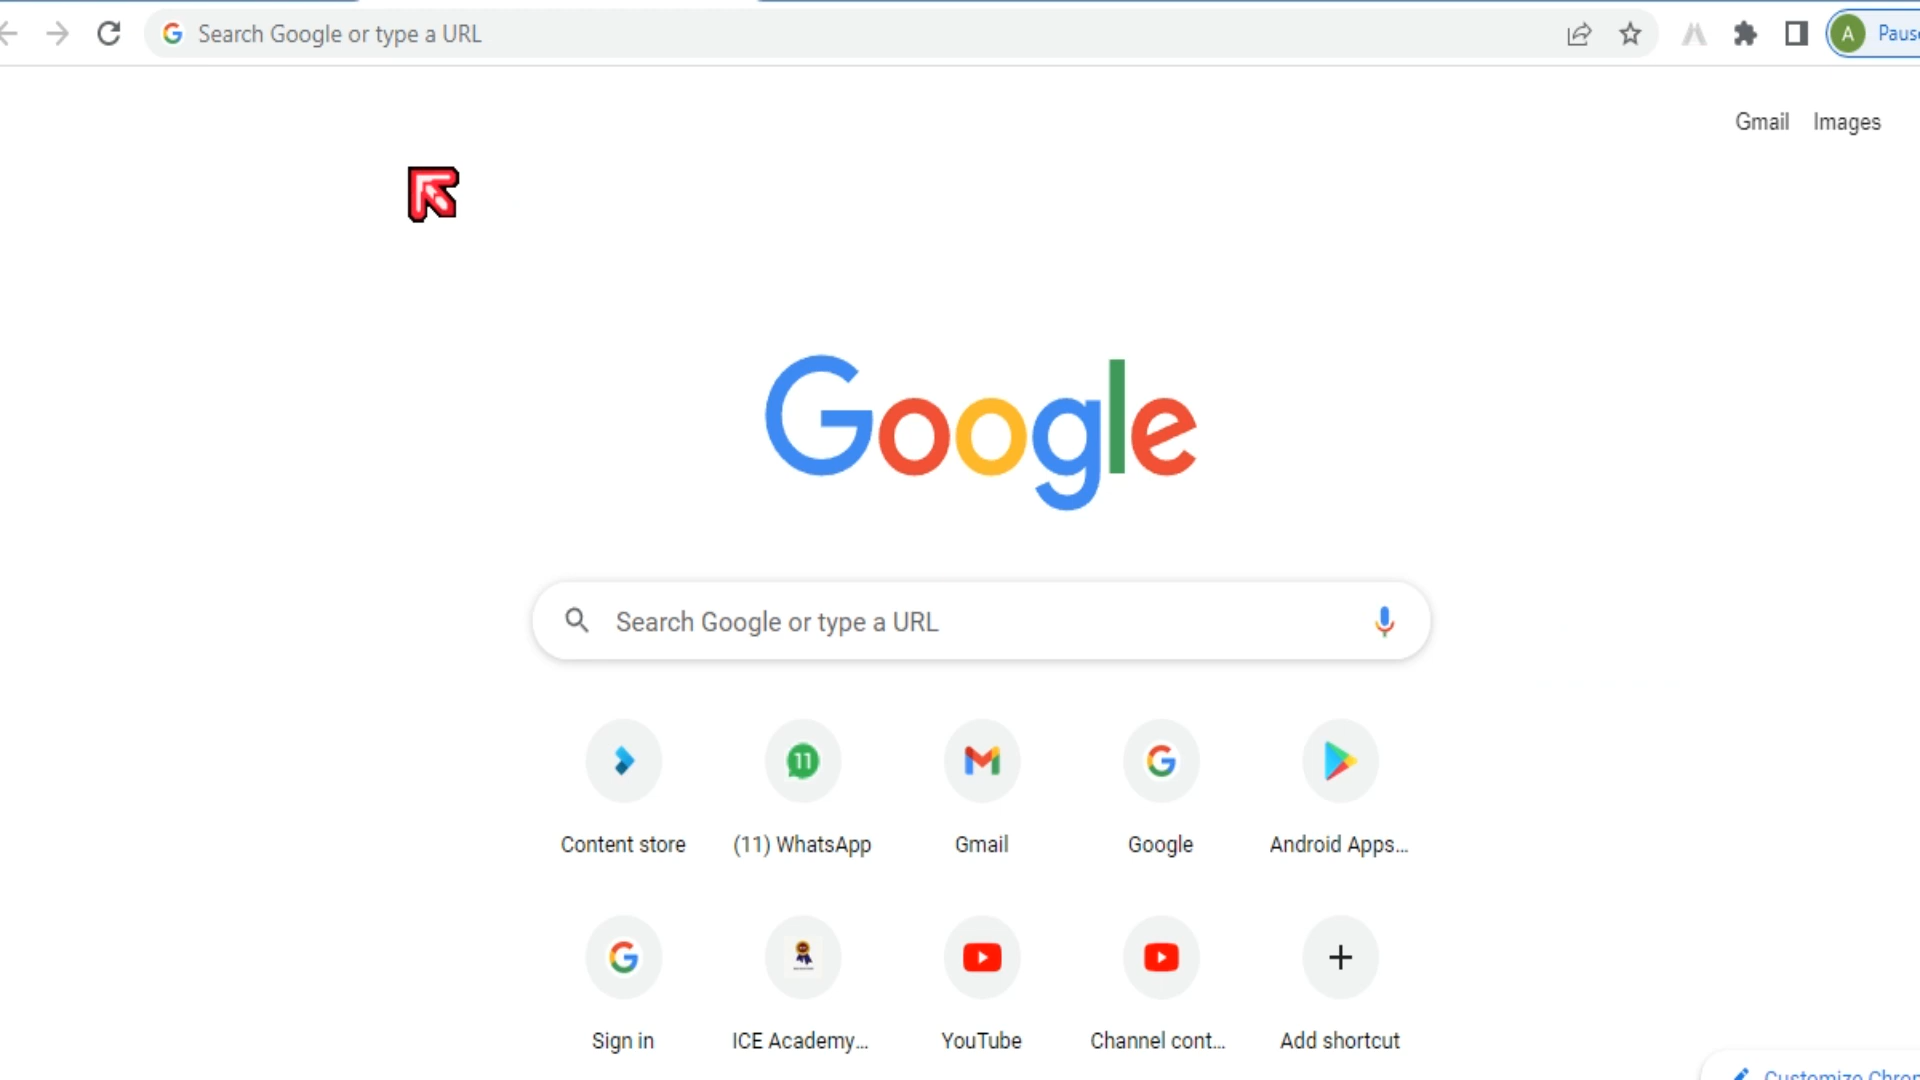 Search Google or type a URL
A
Gmail Images
Google
Search Google or type a URL
11
Content store (11) WhatsApp Gmail Google Android Apps...
Sign in ICE Academy... YouTube Channel cont... Add shortcut